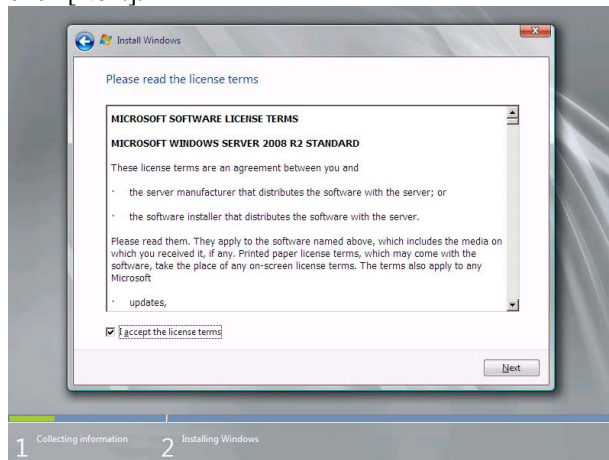 Install Windows
Please read the license terms
MICROSOFT SOFTWARE LICENSE TERMS
MICROSOFT WINDOWS SERVER 2008 R2 STANDARD
These license terms are an agreement between you and
· the server manufacturer that distributes the software with the server; or
· the software installer that distributes the software with the server.
Please read them. They apply to the software named above, which includes the media on
which you received it, if any. Printed paper license terms, which may come with the
software, take the place of any on-screen license terms. The terms also apply to any
Microsoft
· updates,
I accept the license terms
Next
1 Collecting information 2 Installing Windows